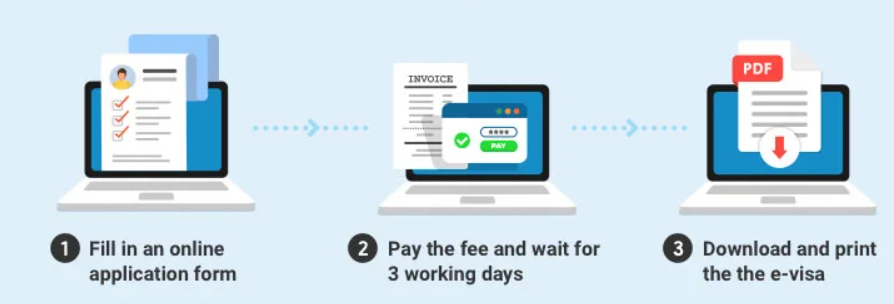 INVOICE
****
PAY
PDF
1 Fill in an online
application form
2 Pay the fee and wait for
3 working days
3 Download and print
the the e-visa